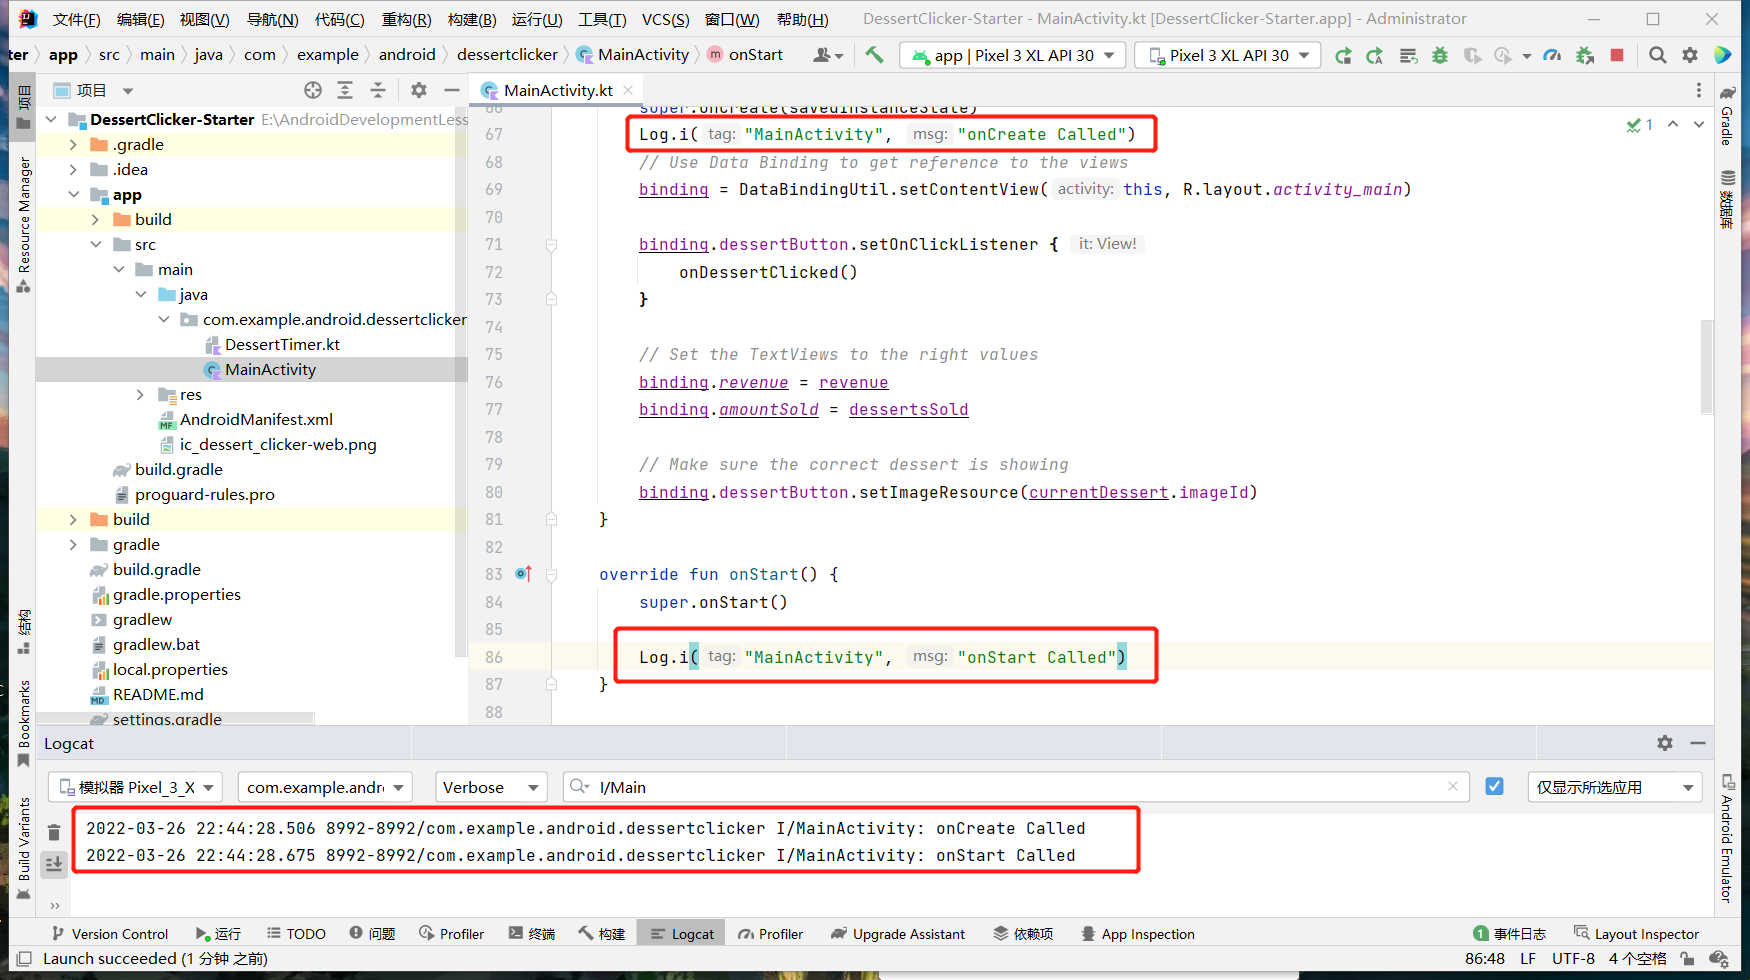 文件(F) 编辑(E) 视图(V) 导航(N) 代码(C) 重构(R) 构建(B) 运行(U) 工具(T) VCS(S) 窗口(W) 帮助(H) DessertClicker-Starter - MainActivity.kt [DessertClicker-Starter.app] - Administrator
ter app src main java com example android dessertclicker MainActivity onStart app | Pixel 3 XL API 30 Pixel 3 XL API 30
项目
MainActivity.kt
DessertClicker-Starter E:\AndroidDevelopmentLess
.gradle
.idea
app
build
src
main
java
com.example.android.dessertclicker
DessertTimer.kt
MainActivity
res
AndroidManifest.xml
ic_dessert_clicker-web.png
build.gradle
proguard-rules.pro
build
gradle
build.gradle
gradle.properties
gradlew
gradlew.bat
local.properties
README.md
settings.gradle
项目
Resource Manager
结构
Bookmarks
Build Variants
66 super.onCreate(savedInstanceState)
67 Log.i( tag: "MainActivity", msg: "onCreate Called")
68 // Use Data Binding to get reference to the views
69 binding = DataBindingUtil.setContentView( activity: this, R.layout.activity_main)
70
71 binding.dessertButton.setOnClickListener { it: View!
72 onDessertClicked()
73 }
74
75 // Set the TextViews to the right values
76 binding.revenue = revenue
77 binding.amountSold = dessertsSold
78
79 // Make sure the correct dessert is showing
80 binding.dessertButton.setImageResource(currentDessert.imageId)
81 }
82
83 override fun onStart() {
84 super.onStart()
85
86 Log.i( tag: "MainActivity", msg: "onStart Called")
87 }
88
1
Gradle
数据库
Android Emulator
Logcat
模拟器 Pixel_3_X com.example.andr Verbose I/Main 仅显示所选应用
2022-03-26 22:44:28.506 8992-8992/com.example.android.dessertclicker I/MainActivity: onCreate Called
2022-03-26 22:44:28.675 8992-8992/com.example.android.dessertclicker I/MainActivity: onStart Called
Version Control 运行 TODO 问题 Profiler 终端 构建 Logcat Profiler Upgrade Assistant 依赖项 App Inspection 1 事件日志 Layout Inspector
Launch succeeded (1 分钟 之前) 86:48 LF UTF-8 4 个空格